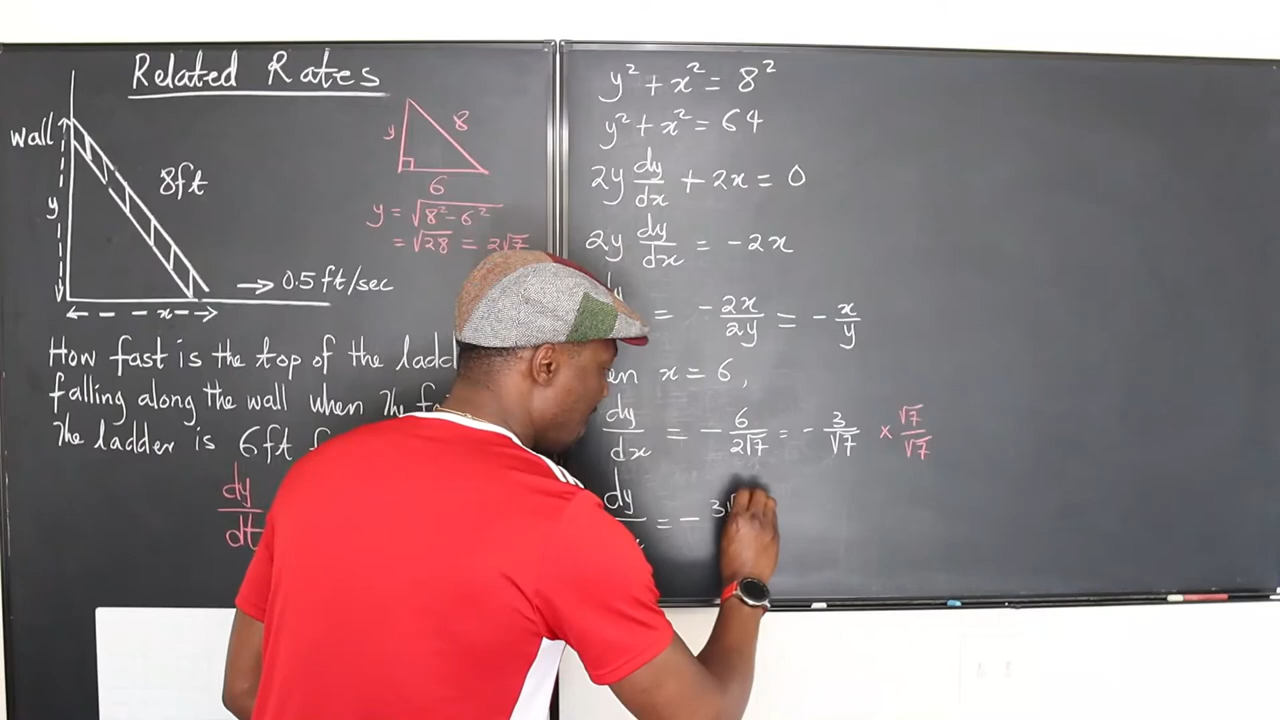 Related Rates
wall
8ft
y
x
→ 0.5 ft/sec
y
8
6
y = √(8² - 6²)
= √28 = 2√7
How fast is the top of the
falling along the wall when the
the ladder is 6ft
dy/dt
y² + x² = 8²
y² + x² = 64
2y dy/dx + 2x = 0
2y dy/dx = -2x
= -2x/2y = -x/y
x = 6,
dy/dx = -6/2√7 = -3/√7 × √7/√7
dy
= - 3